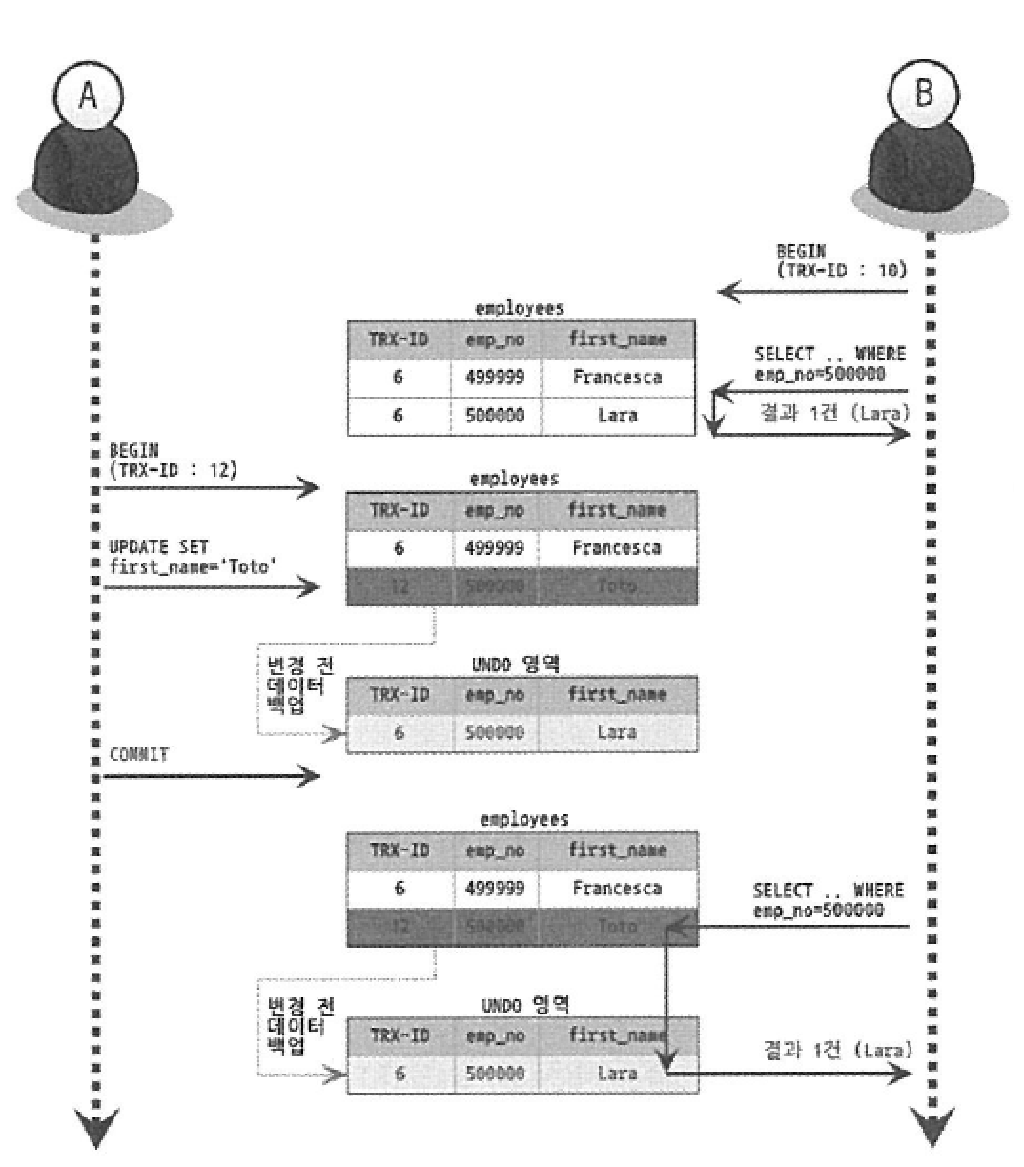 A
B
BEGIN
(TRX-ID : 10)
employees
TRX-ID emp_no first_name
6 499999 Francesca
6 500000 Lara
SELECT .. WHERE
emp_no=500000
결과 1건 (Lara)
BEGIN
(TRX-ID : 12)
employees
TRX-ID emp_no first_name
6 499999 Francesca
12 500000 Toto
UPDATE SET
first_name='Toto'
변경 전
데이터
백업
UNDO 영역
TRX-ID emp_no first_name
6 500000 Lara
COMMIT
employees
TRX-ID emp_no first_name
6 499999 Francesca
12 500000 Toto
SELECT .. WHERE
emp_no=500000
변경 전
데이터
백업
UNDO 영역
TRX-ID emp_no first_name
6 500000 Lara
결과 1건 (Lara)